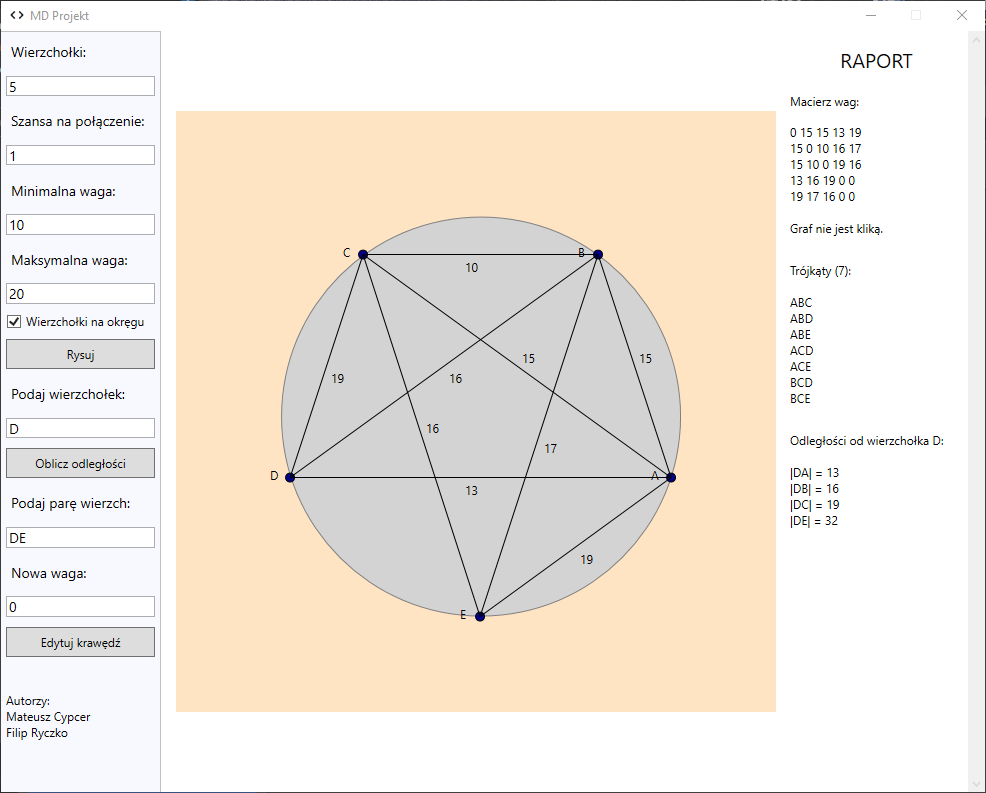 MD Projekt
Wierzchołki:
5
Szansa na połączenie:
1
Minimalna waga:
10
Maksymalna waga:
20
Wierzchołki na okręgu
Rysuj
Podaj wierzchołek:
D
Oblicz odległości
Podaj parę wierzch:
DE
Nowa waga:
0
Edytuj krawędź
Autorzy:
Mateusz Cypcer
Filip Ryczko
C
B
10
15
15
19
16
16
17
D
A
13
19
E
RAPORT
Macierz wag:
0 15 15 13 19
15 0 10 16 17
15 10 0 19 16
13 16 19 0 0
19 17 16 0 0
Graf nie jest kliką.
Trójkąty (7):
ABC
ABD
ABE
ACD
ACE
BCD
BCE
Odległości od wierzchołka D:
|DA| = 13
|DB| = 16
|DC| = 19
|DE| = 32